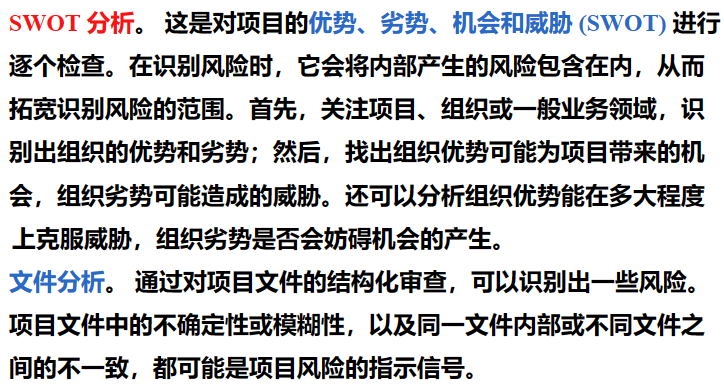 SWOT 分析。 这是对项目的优势、劣势、机会和威胁 (SWOT) 进行
逐个检查。在识别风险时，它会将内部产生的风险包含在内，从而
拓宽识别风险的范围。首先，关注项目、组织或一般业务领域，识
别出组织的优势和劣势；然后，找出组织优势可能为项目带来的机
会，组织劣势可能造成的威胁。还可以分析组织优势能在多大程度
上克服威胁，组织劣势是否会妨碍机会的产生。
文件分析。 通过对项目文件的结构化审查，可以识别出一些风险。
项目文件中的不确定性或模糊性，以及同一文件内部或不同文件之
间的不一致，都可能是项目风险的指示信号。